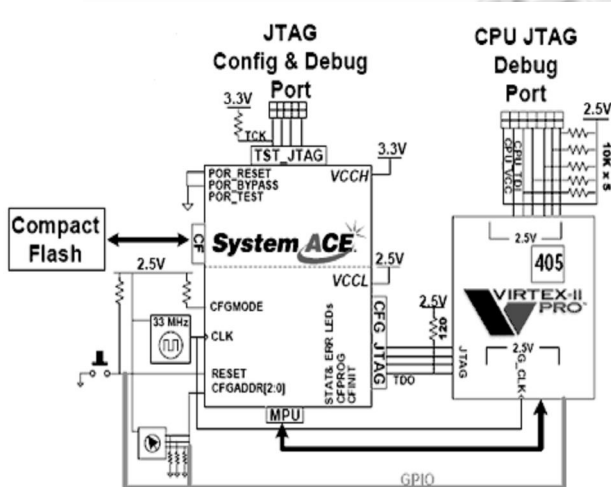 JTAG
Config & Debug
Port
CPU JTAG
Debug
Port
3.3V
TCK
TST_JTAG
2.5V
CPU_TDI
CPU_VCC
10K x 5
POR_RESET
POR_BYPASS
POR_TEST
VCCH
3.3V
Compact
Flash
CF
System ACE
2.5V
405
2.5V
VCCL
2.5V
VIRTEX-II
PRO™
CFGMODE
33 MHz
CLK
STAT& ERR LEDs
CFPROG
CFINIT
CFG_JTAG
2.5V
120
JTAG
2.5V
G_CLK
RESET
CFGADDR[2:0]
TDO
MPU
GPIO